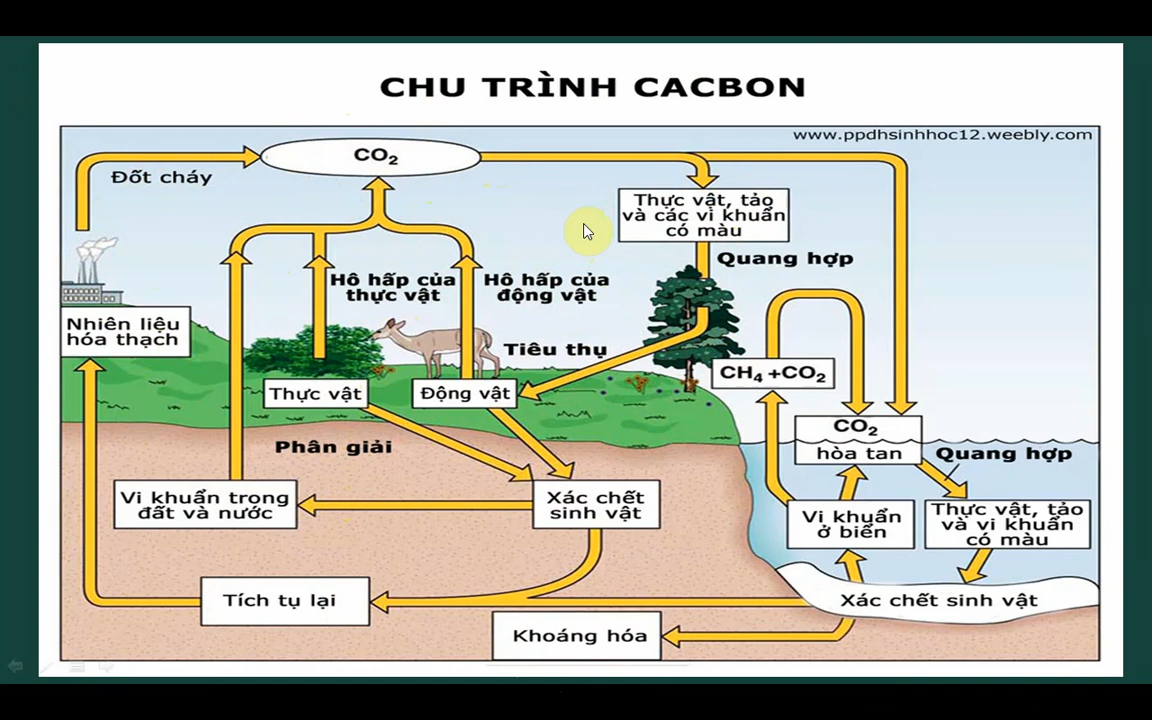 CHU TRÌNH CACBON
www.ppdhsinhhoc12.weebly.com
CO₂
Đốt cháy
Thực vật, tảo
và các vi khuẩn
có màu
Quang hợp
Hô hấp của
thực vật
Hô hấp của
động vật
Nhiên liệu
hóa thạch
Tiêu thụ
CH₄ +CO₂
Thực vật
Động vật
CO₂
hòa tan
Quang hợp
Phân giải
Vi khuẩn trong
đất và nước
Xác chết
sinh vật
Vi khuẩn
ở biển
Thực vật, tảo
và vi khuẩn
có màu
Tích tụ lại
Xác chết sinh vật
Khoáng hóa